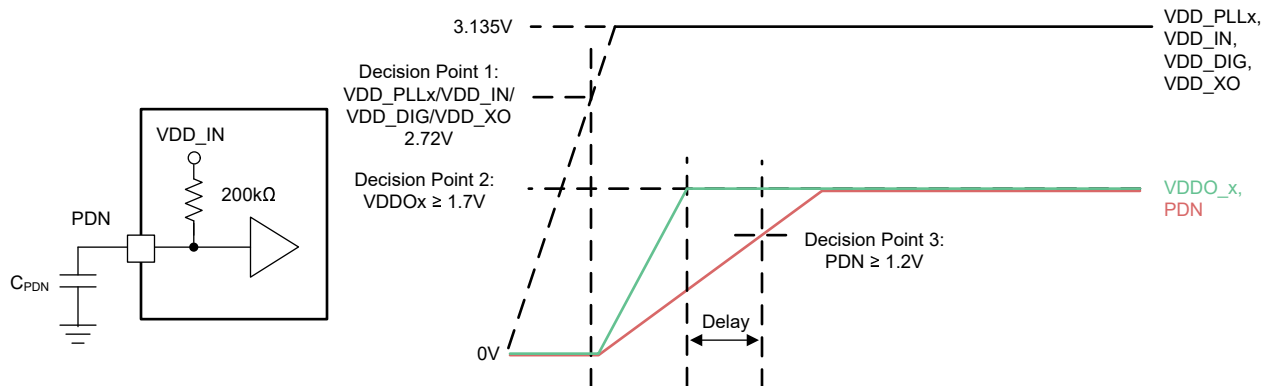 3.135V
VDD_PLLx,
VDD_IN,
VDD_DIG,
VDD_XO
Decision Point 1:
VDD_PLLx/VDD_IN/
VDD_DIG/VDD_XO
2.72V
VDD_IN
200kΩ
PDN
CPDN
Decision Point 2:
VDDOx ≥ 1.7V
VDDO_x,
PDN
Decision Point 3:
PDN ≥ 1.2V
Delay
0V